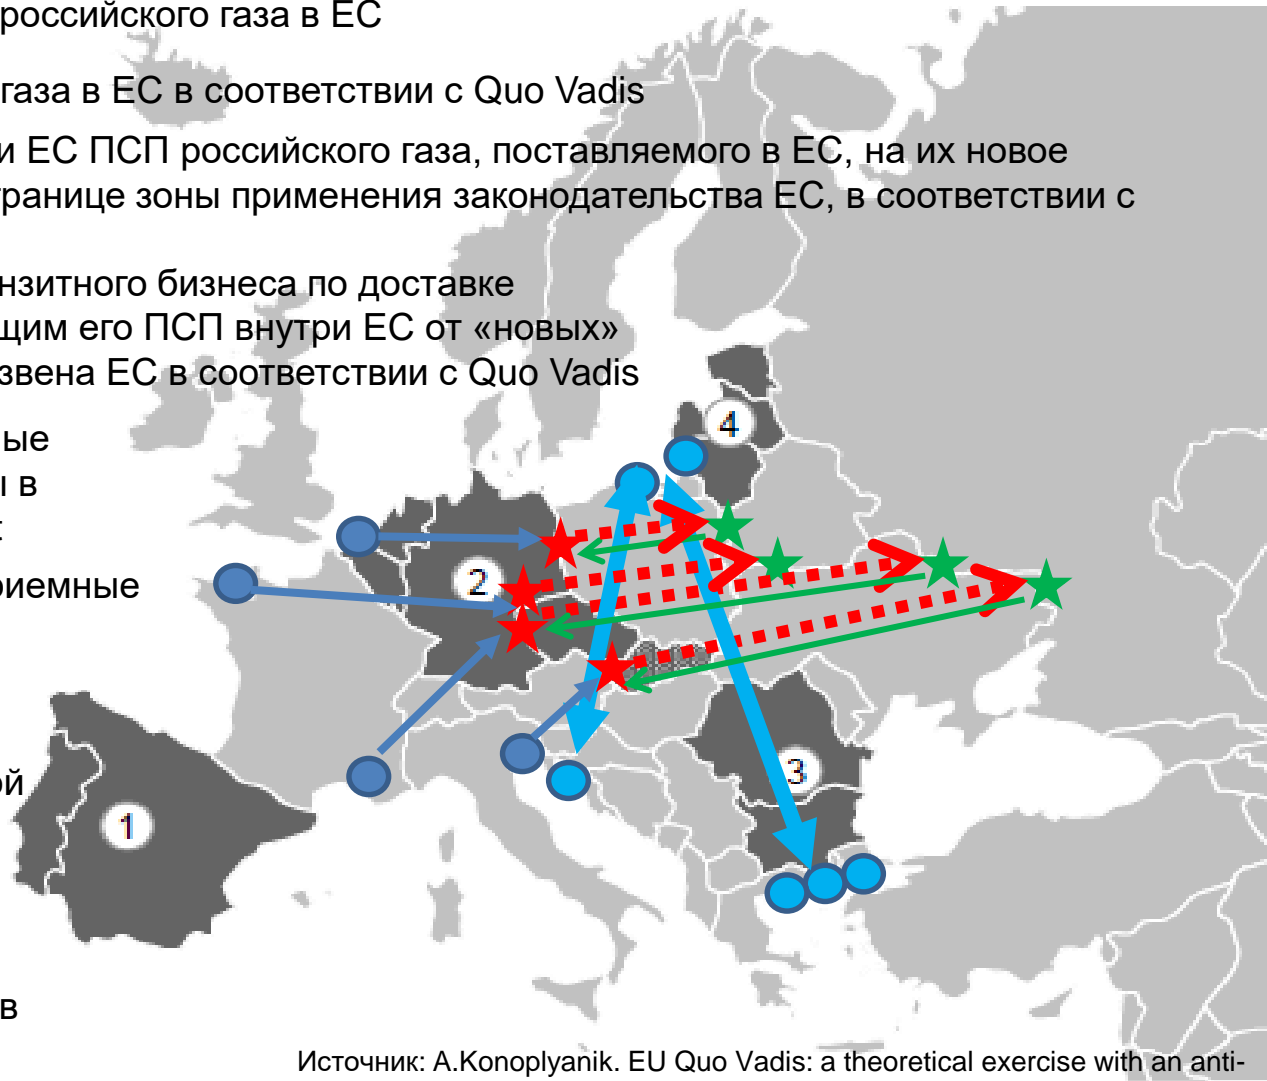 российского газа в ЕС
газа в ЕС в соответствии с Quo Vadis
и ЕС ПСП российского газа, поставляемого в ЕС, на их новое
границе зоны применения законодательства ЕС, в соответствии с
нзитного бизнеса по доставке
щим его ПСП внутри ЕС от «новых»
звена ЕС в соответствии с Quo Vadis
ые
4
ы в
2
риемные
3
ой
1
в
Источник: A.Konoplyanik. EU Quo Vadis: a theoretical exercise with an anti-